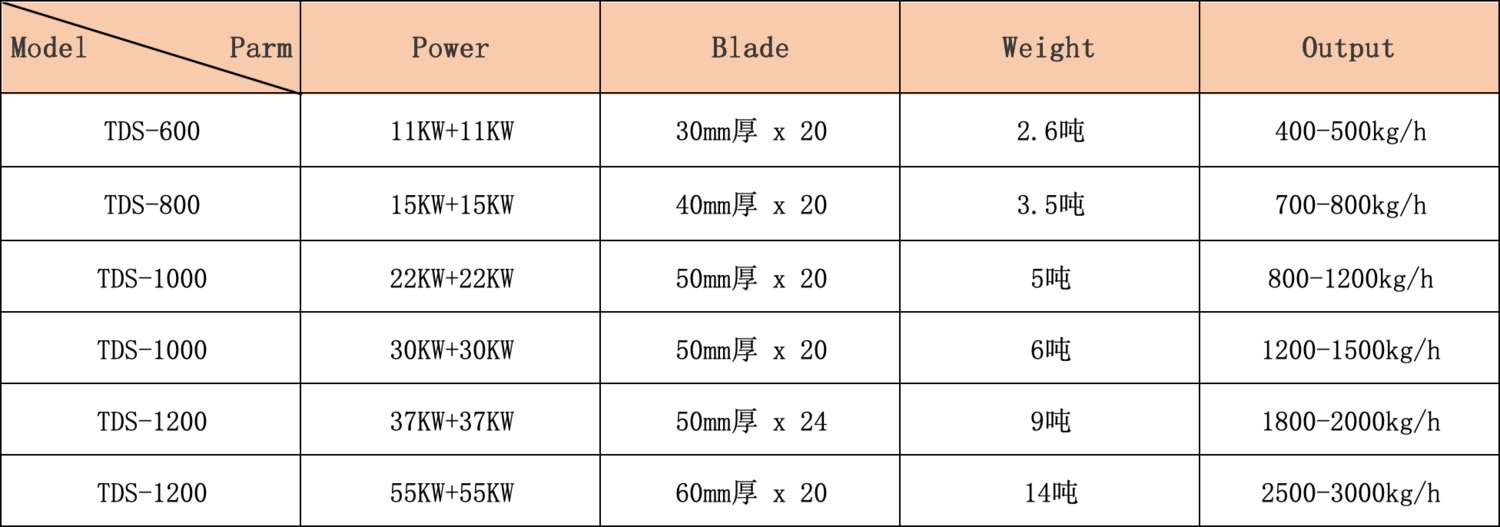 Model Parm Power Blade Weight Output
TDS-600 11KW+11KW 30mm厚 x 20 2.6吨 400-500kg/h
TDS-800 15KW+15KW 40mm厚 x 20 3.5吨 700-800kg/h
TDS-1000 22KW+22KW 50mm厚 x 20 5吨 800-1200kg/h
TDS-1000 30KW+30KW 50mm厚 x 20 6吨 1200-1500kg/h
TDS-1200 37KW+37KW 50mm厚 x 24 9吨 1800-2000kg/h
TDS-1200 55KW+55KW 60mm厚 x 20 14吨 2500-3000kg/h